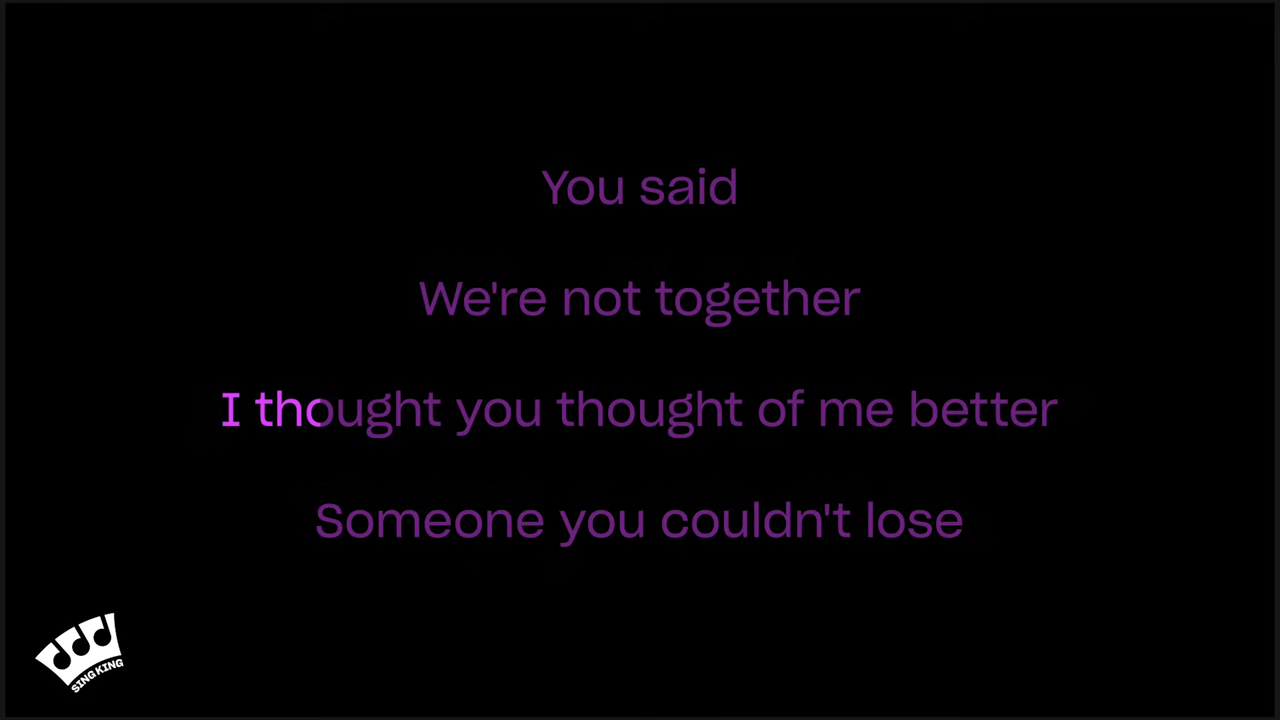 You said
We're not together
I thought you thought of me better
Someone you couldn't lose
SING KING